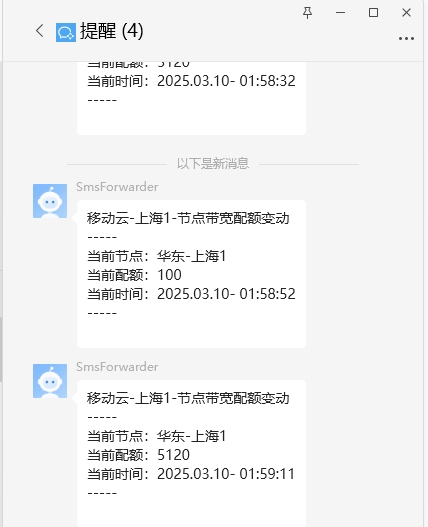 提醒 (4)
当前配额：5120
当前时间：2025.03.10- 01:58:32
-----
以下是新消息
SmsForwarder
移动云-上海1-节点带宽配额变动
-----
当前节点：华东-上海1
当前配额：100
当前时间：2025.03.10- 01:58:52
-----
SmsForwarder
移动云-上海1-节点带宽配额变动
-----
当前节点：华东-上海1
当前配额：5120
当前时间：2025.03.10- 01:59:11
-----